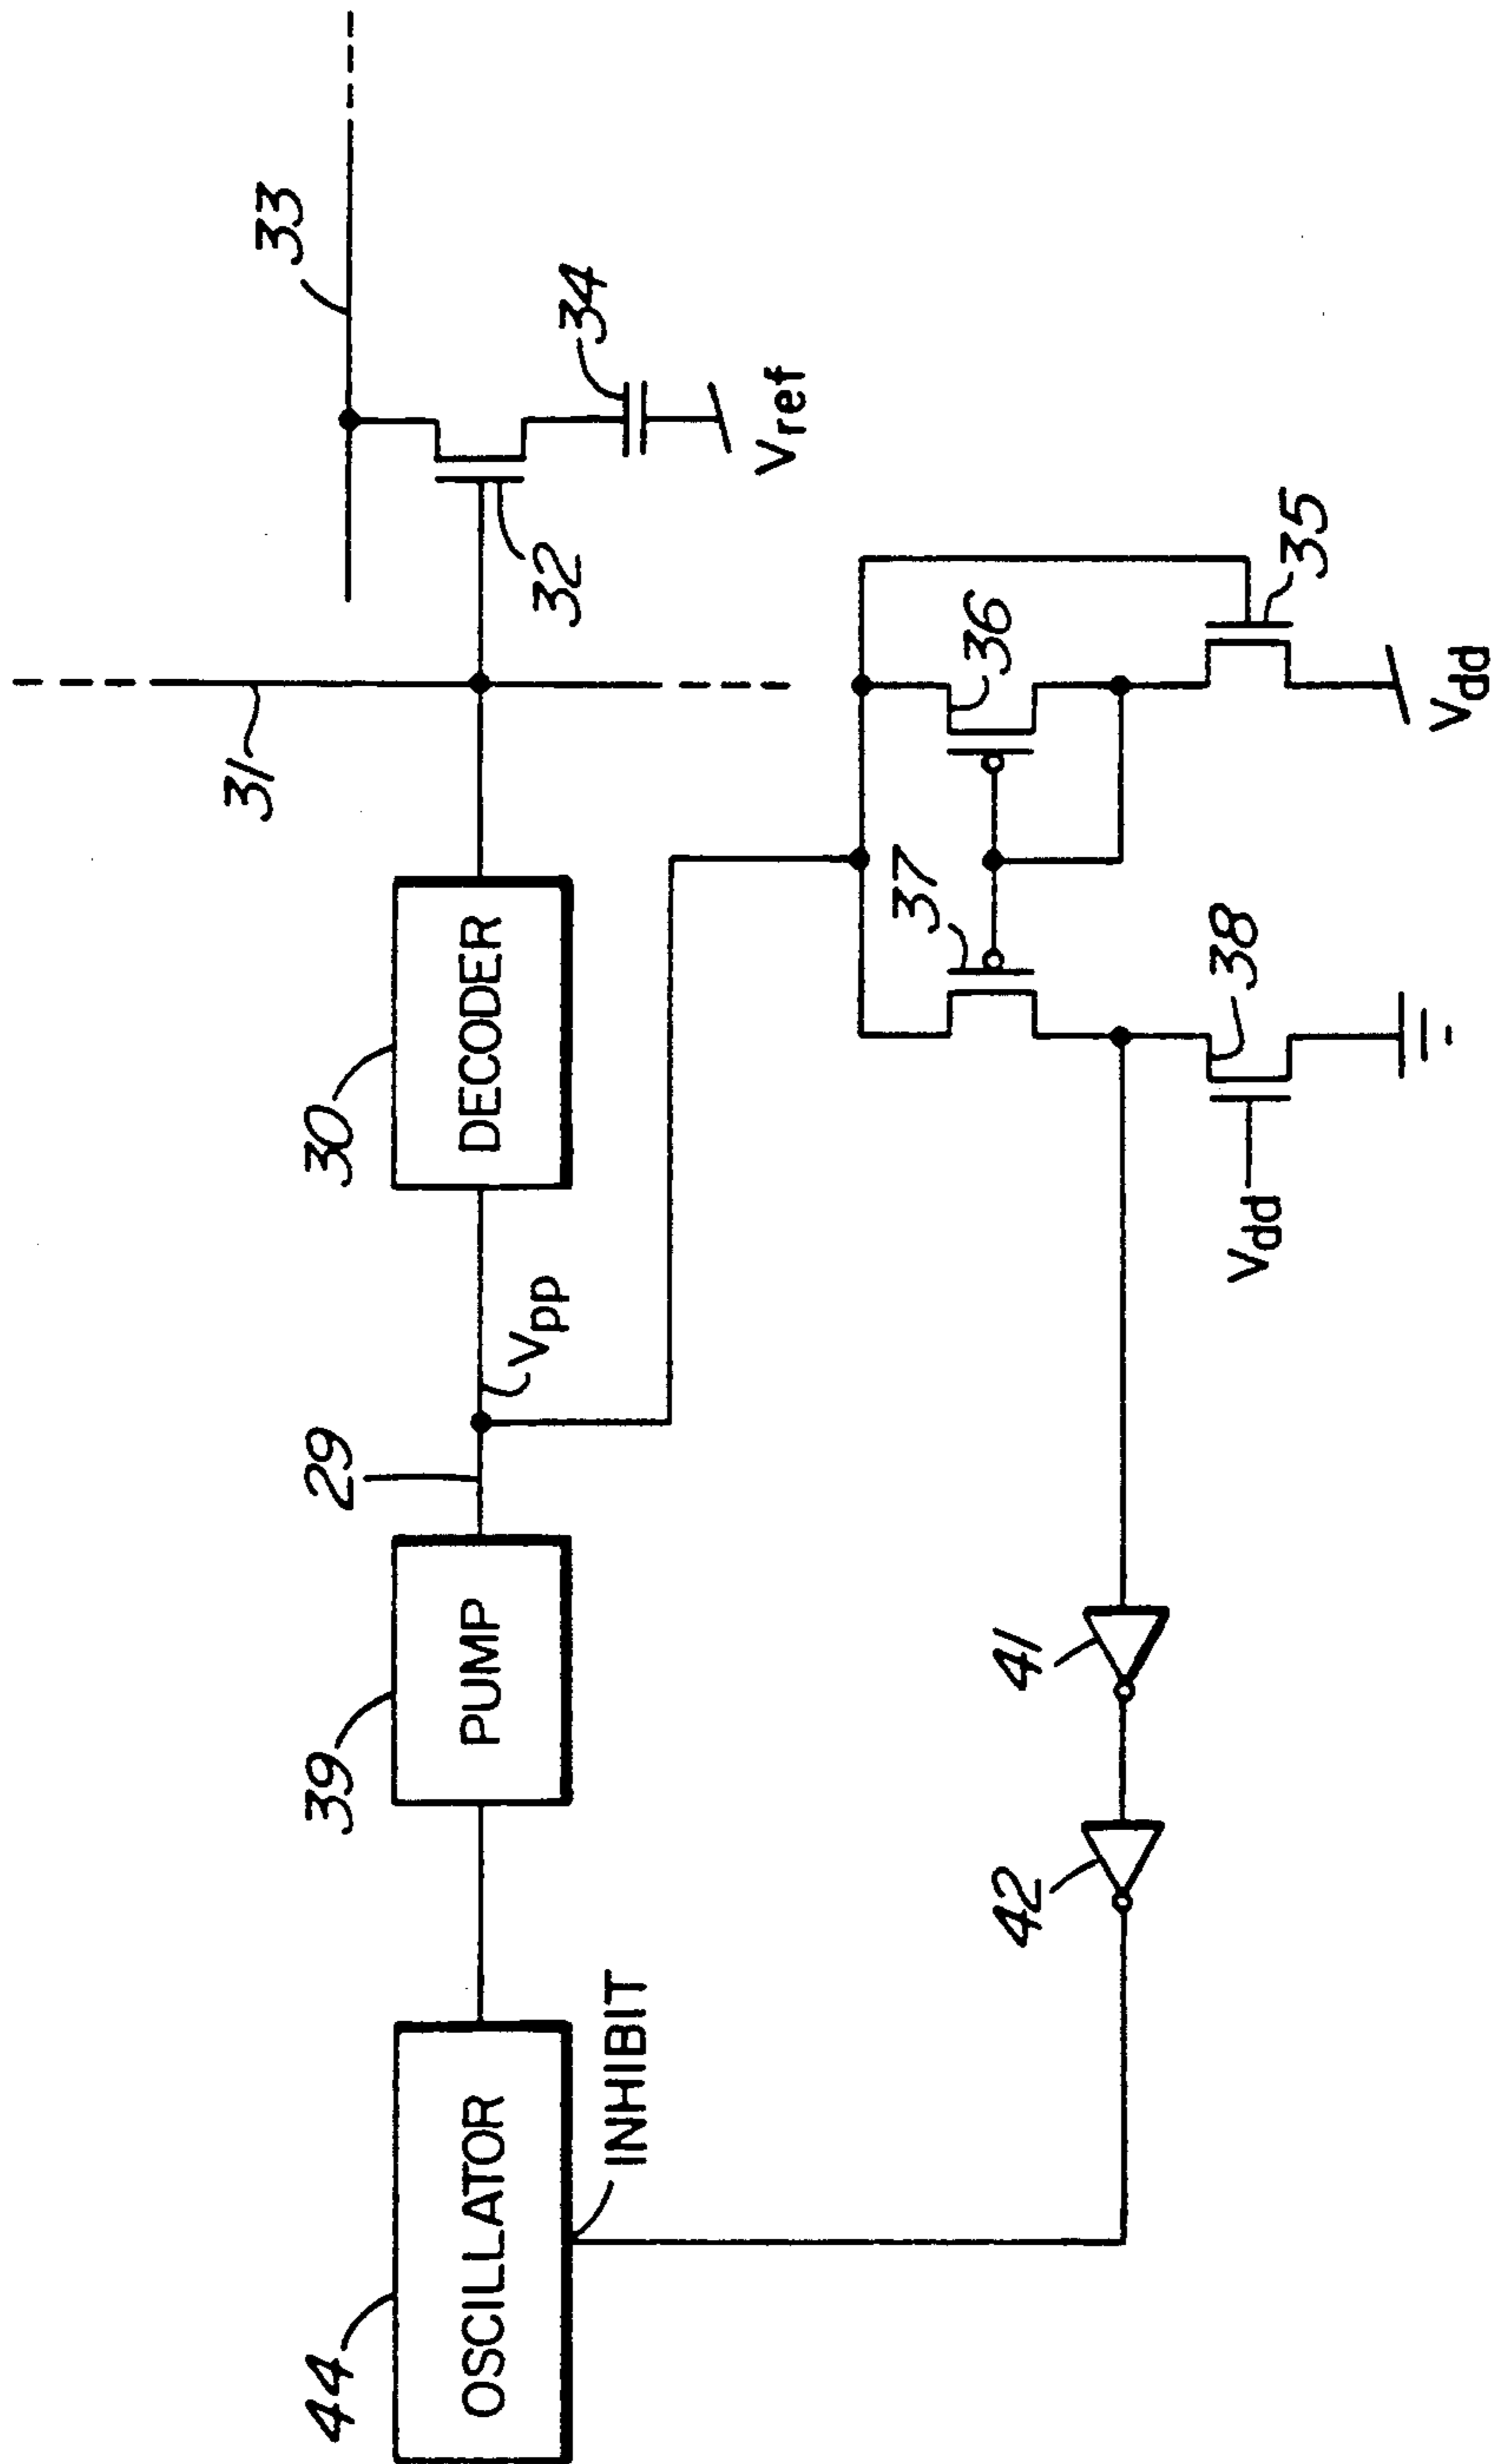 44
OSCILLATOR
INHIBIT
39
PUMP
29
Vpp
30
DECODER
31
33
32
34
Vref
37
36
38
35
Vdd
Vdd
42
41